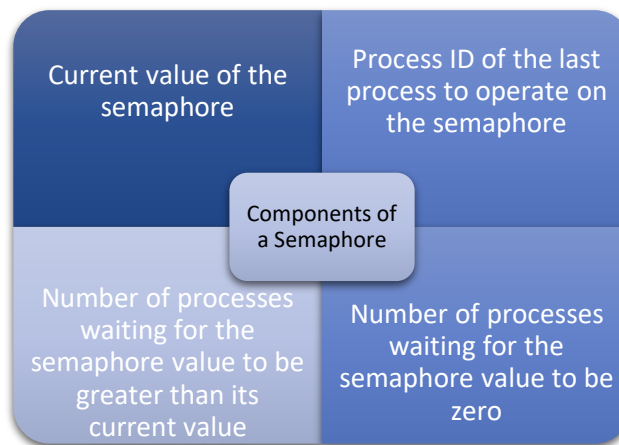 Current value of the
semaphore
Process ID of the last
process to operate on
the semaphore
Components of
a Semaphore
Number of processes
waiting for the
semaphore value to be
greater than its
current value
Number of processes
waiting for the
semaphore value to be
zero